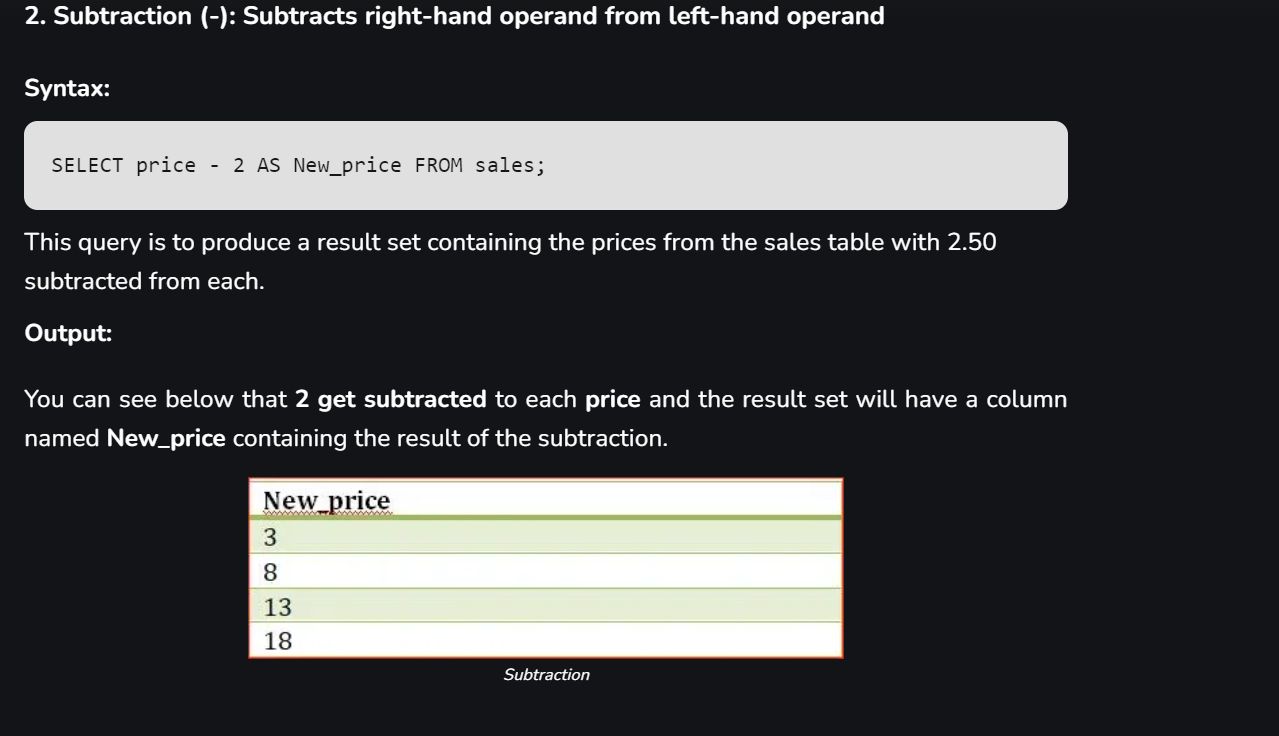 2. Subtraction (-): Subtracts right-hand operand from left-hand operand
Syntax:
SELECT price - 2 AS New_price FROM sales;
This query is to produce a result set containing the prices from the sales table with 2.50
subtracted from each.
Output:
You can see below that 2 get subtracted to each price and the result set will have a column
named New_price containing the result of the subtraction.
New_price
3
8
13
18
Subtraction